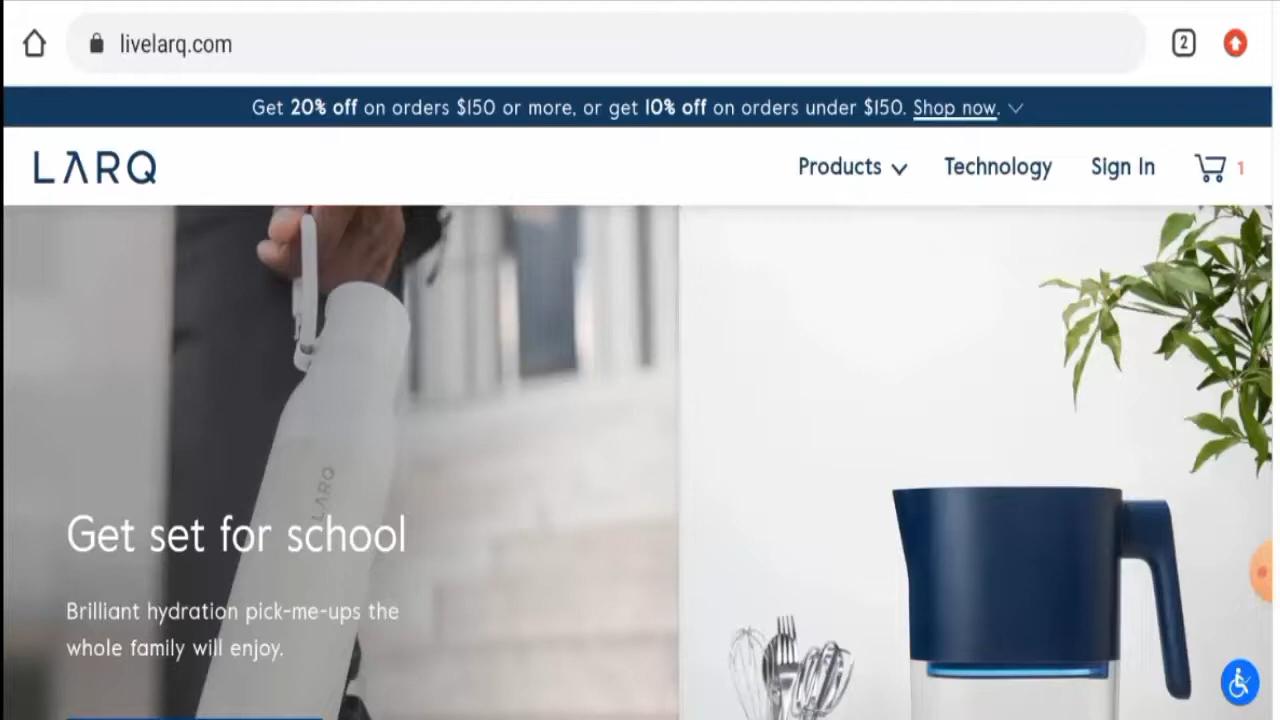 livelarq.com
2
Get 20% off on orders $150 or more, or get 10% off on orders under $150. Shop now.
LARQ
Products
Technology
Sign In
1
LARQ
Get set for school
Brilliant hydration pick-me-ups the
whole family will enjoy.